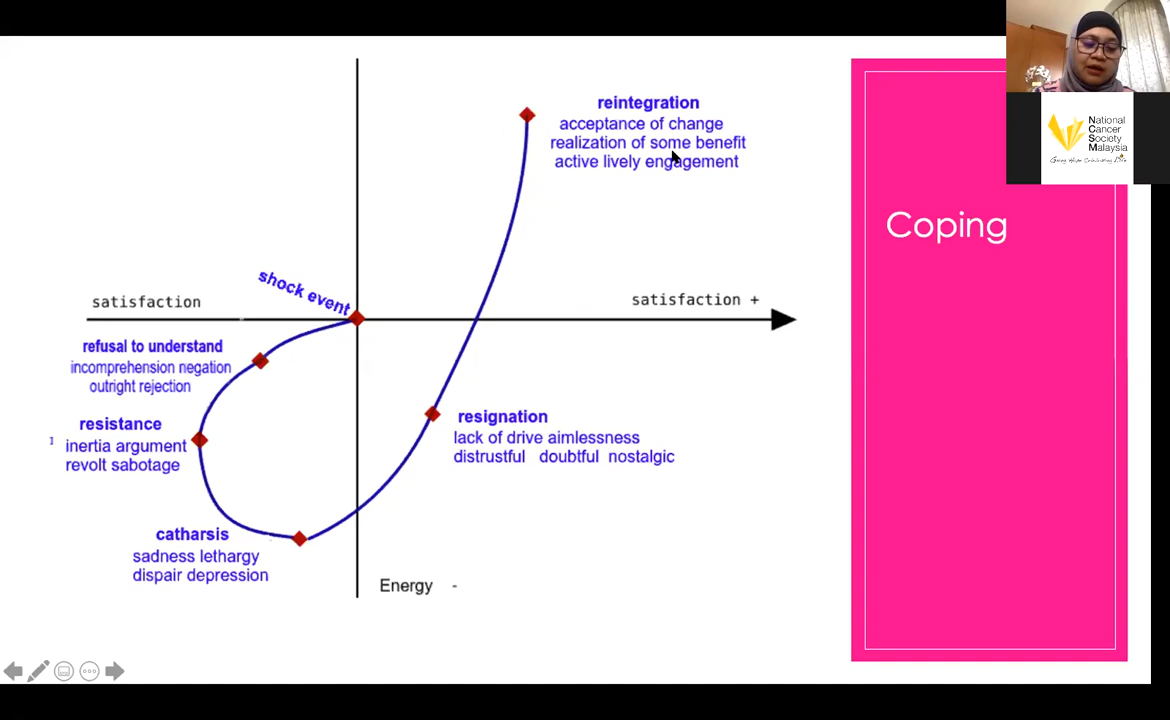 reintegration
acceptance of change
realization of some benefit
active lively engagement
shock event
satisfaction
satisfaction +
refusal to understand
incomprehension negation
outright rejection
resistance
inertia argument
revolt sabotage
resignation
lack of drive aimlessness
distrustful doubtful nostalgic
catharsis
sadness lethargy
dispair depression
Energy -
Coping
National
Cancer
Society
Malaysia